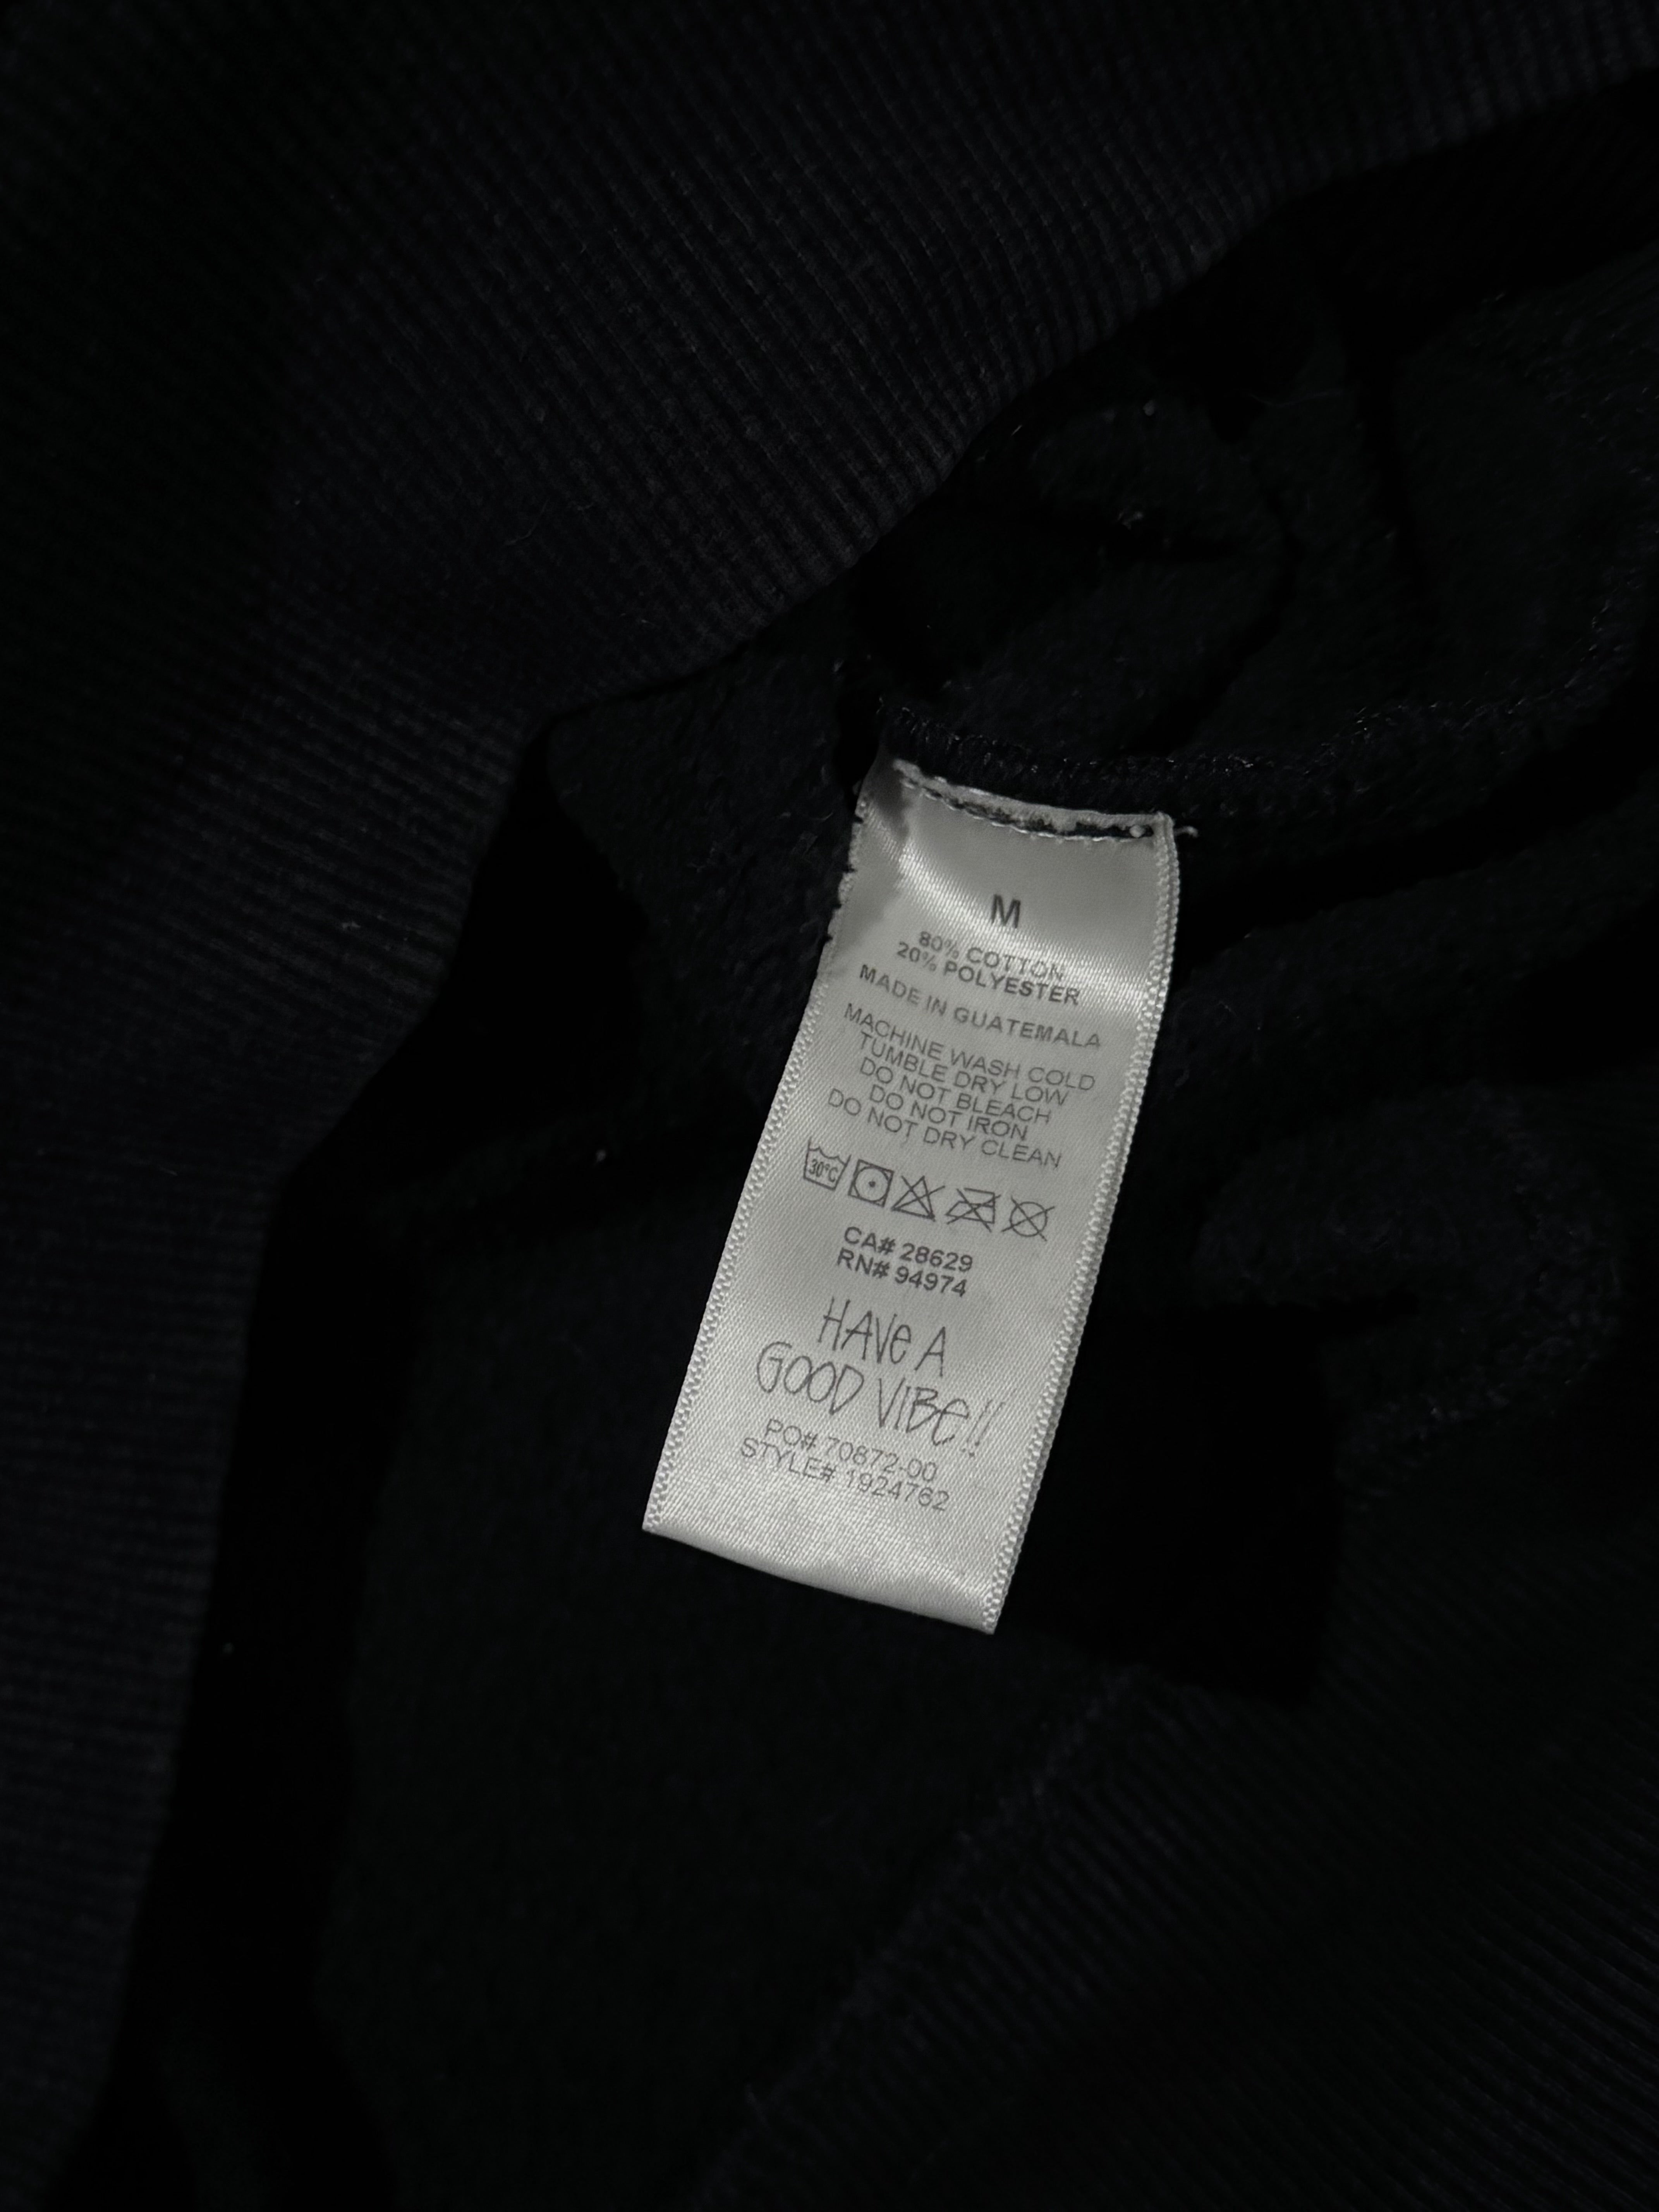 M
80% COTTON
20% POLYESTER
MADE IN GUATEMALA
MACHINE WASH COLD
TUMBLE DRY LOW
DO NOT BLEACH
DO NOT IRON
DO NOT DRY CLEAN
30°C
CA# 28629
RN# 94974
HAVe A
GOOD VIBe!!
PO# 70872-00
STYLE# 1924762